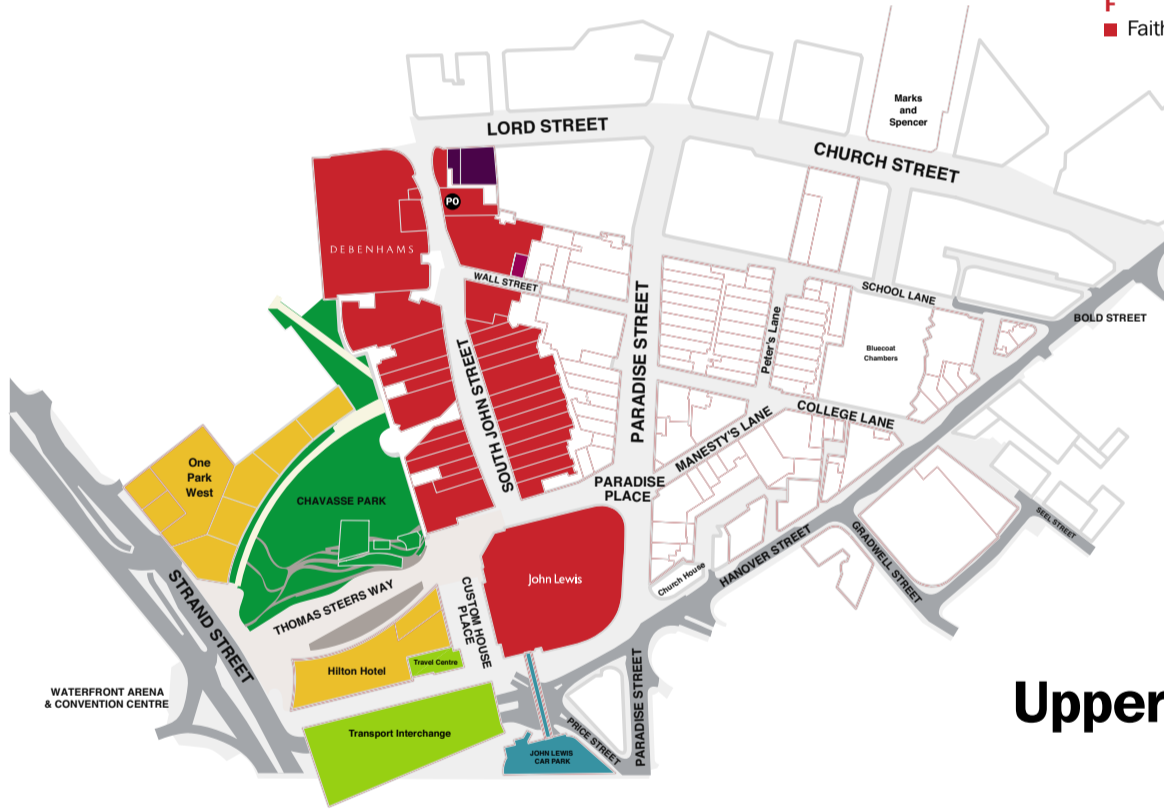 F
Faith
Marks
and
Spencer
LORD STREET
CHURCH STREET
PO
DEBENHAMS
WALL STREET
SCHOOL LANE
BOLD STREET
Peter's Lane
Bluecoat
Chambers
PARADISE STREET
SOUTH JOHN STREET
COLLEGE LANE
MANESTY'S LANE
One
Park
West
CHAVASSE PARK
PARADISE
PLACE
SEEL STREET
GRADWELL STREET
HANOVER STREET
Church House
John Lewis
STRAND STREET
THOMAS STEERS WAY
CUSTOM HOUSE
PLACE
Travel Centre
Hilton Hotel
WATERFRONT ARENA
& CONVENTION CENTRE
Transport Interchange
PRICE STREET
PARADISE STREET
JOHN LEWIS
CAR PARK
Upper